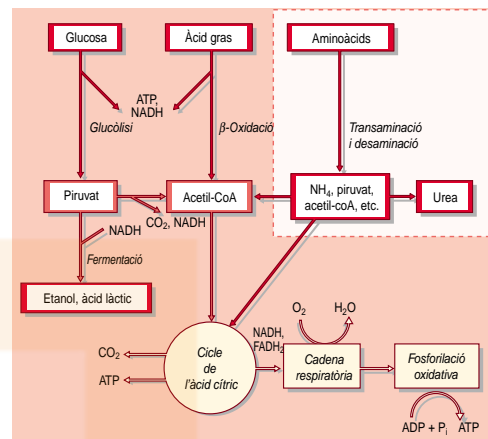 Glucosa
Àcid gras
Aminoàcids
ATP,
NADH
Glucòlisi
β-Oxidació
Transaminació
i desaminació
Piruvat
Acetil-CoA
NH₄, piruvat,
acetil-coA, etc.
Urea
CO₂, NADH
NADH
Fermentació
Etanol, àcid làctic
O₂
H₂O
NADH,
FADH₂
CO₂
ATP
Cicle
de
l'àcid cítric
Cadena
respiratòria
Fosforilació
oxidativa
ADP + Pᵢ
ATP